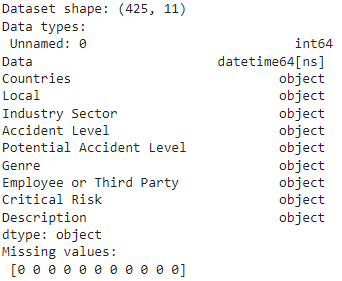 Dataset shape: (425, 11)
Data types:
Unnamed: 0 int64
Data datetime64[ns]
Countries object
Local object
Industry Sector object
Accident Level object
Potential Accident Level object
Genre object
Employee or Third Party object
Critical Risk object
Description object
dtype: object
Missing values:
[0 0 0 0 0 0 0 0 0 0 0]